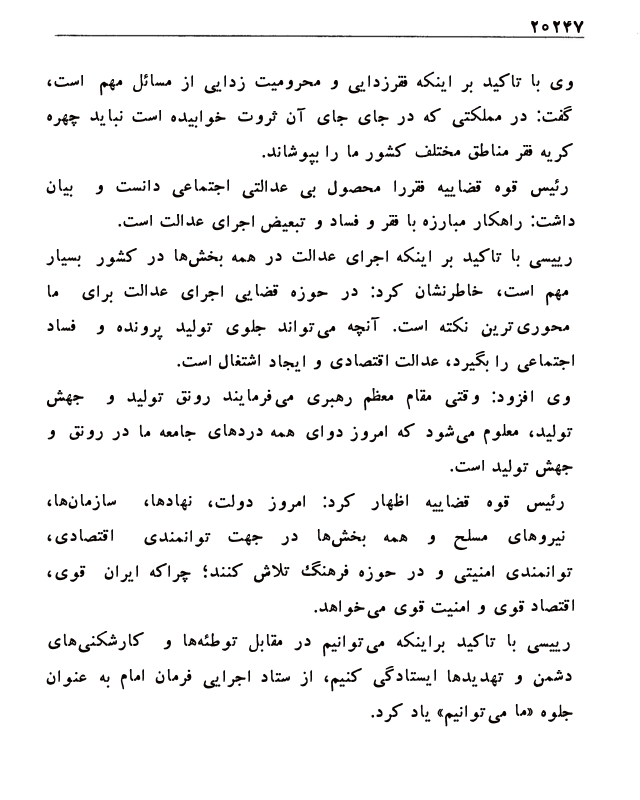 ۲۰۲۴۷
وی با تاکید بر اینکه فقرزدایی و محرومیت زدایی از مسائل مهم است،
گفت: در مملکتی که در جای جای آن ثروت خوابیده است نباید چهره
کریه فقر مناطق مختلف کشور ما را بپوشاند.
رئیس قوه قضاییه فقررا محصول بی عدالتی اجتماعی دانست و بیان
داشت: راهکار مبارزه با فقر و فساد و تبعیض اجرای عدالت است.
رییسی با تاکید بر اینکه اجرای عدالت در همه بخش‌ها در کشور بسیار
مهم است، خاطرنشان کرد: در حوزه قضایی اجرای عدالت برای ما
محوری‌ترین نکته است. آنچه می‌تواند جلوی تولید پرونده و فساد
اجتماعی را بگیرد، عدالت اقتصادی و ایجاد اشتغال است.
وی افزود: وقتی مقام معظم رهبری می‌فرمایند رونق تولید و جهش
تولید، معلوم می‌شود که امروز دوای همه دردهای جامعه ما در رونق و
جهش تولید است.
رئیس قوه قضاییه اظهار کرد: امروز دولت، نهادها، سازمان‌ها،
نیروهای مسلح و همه بخش‌ها در جهت توانمندی اقتصادی،
توانمندی امنیتی و در حوزه فرهنگ تلاش کنند؛ چراکه ایران قوی،
اقتصاد قوی و امنیت قوی می‌خواهد.
رییسی با تاکید براینکه می‌توانیم در مقابل توطئه‌ها و کارشکنی‌های
دشمن و تهدیدها ایستادگی کنیم، از ستاد اجرایی فرمان امام به عنوان
جلوه «ما می‌توانیم» یاد کرد.